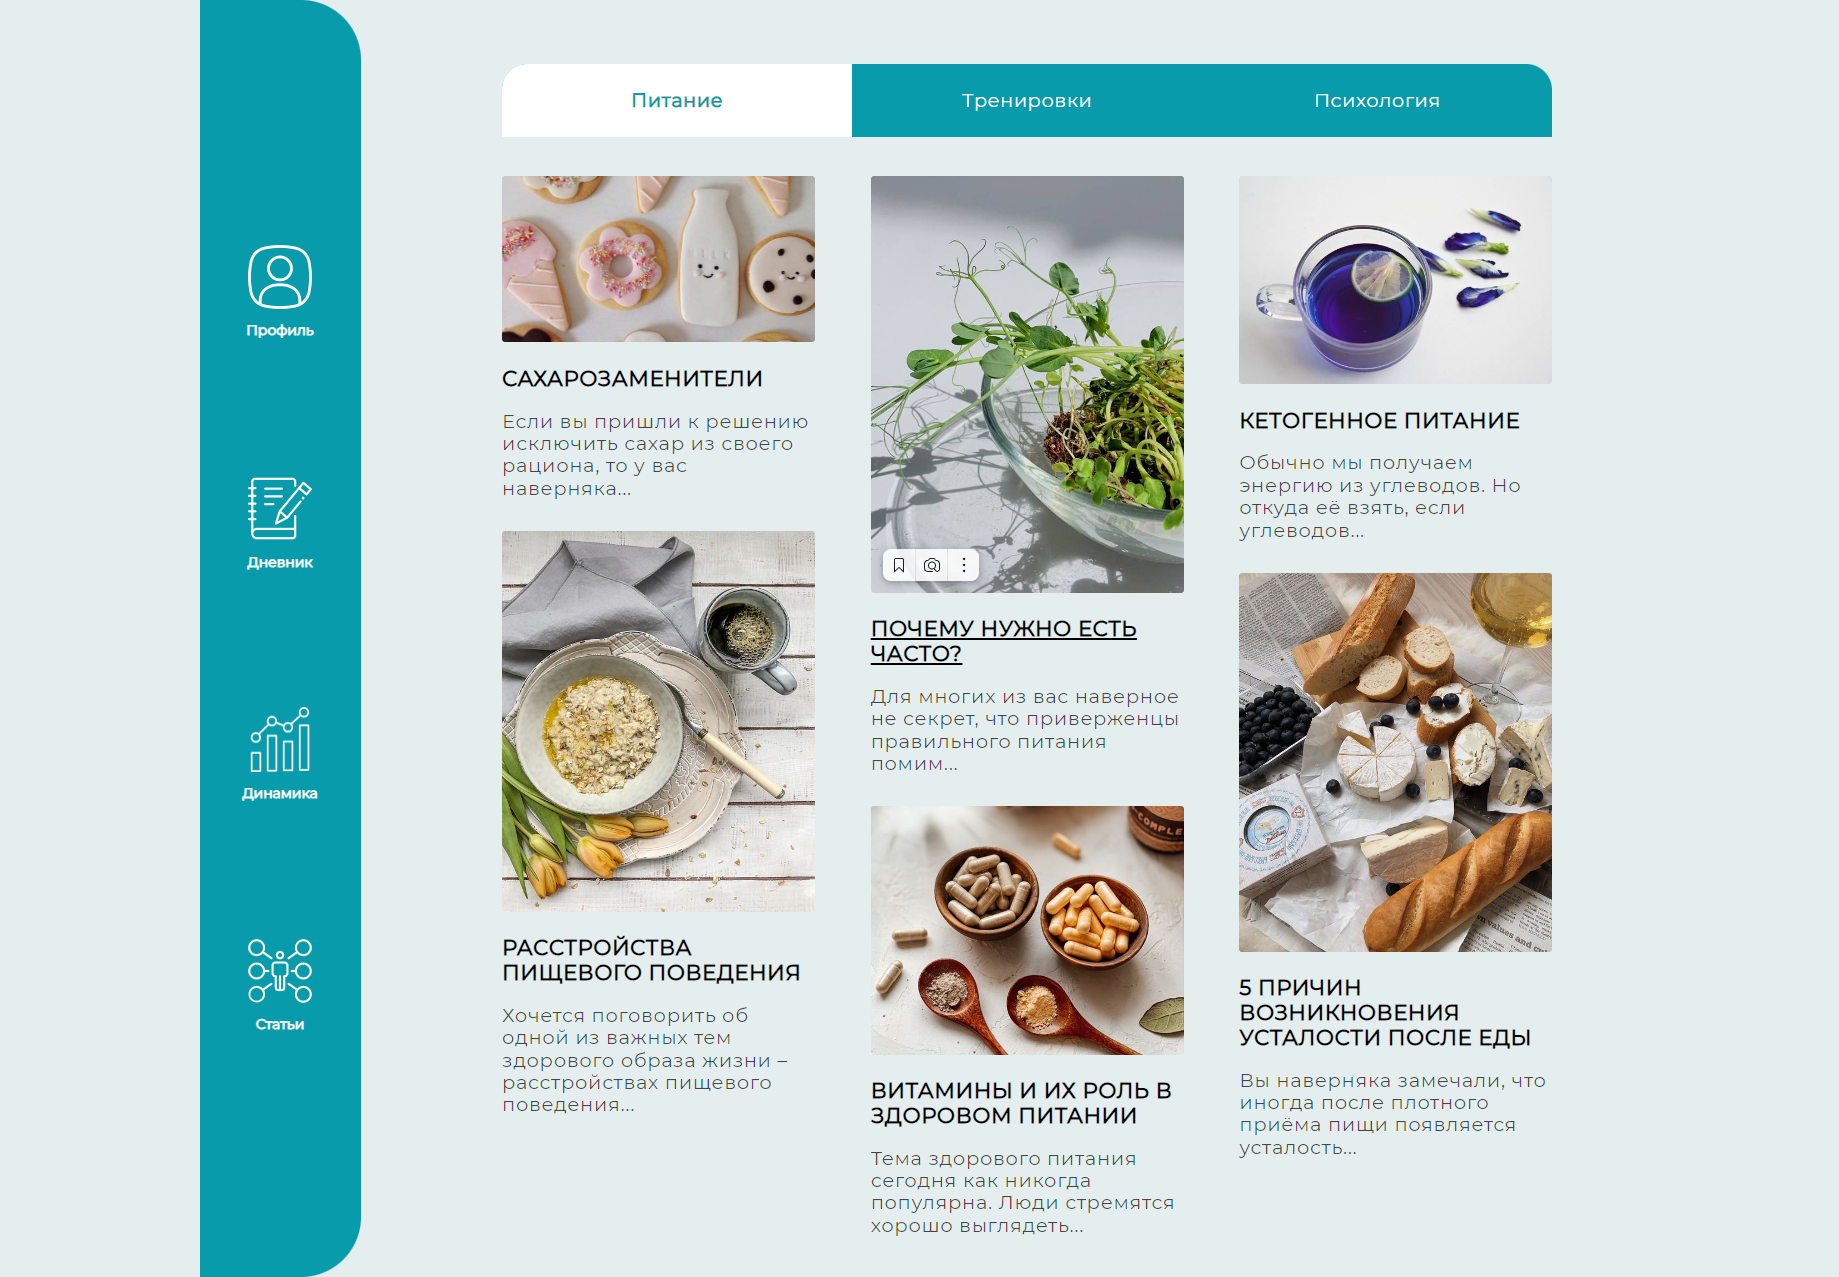 Профиль
Дневник
Динамика
Статьи
Питание
Тренировки
Психология
САХАРОЗАМЕНИТЕЛИ
Если вы пришли к решению
исключить сахар из своего
рациона, то у вас
наверняка...
РАССТРОЙСТВА
ПИЩЕВОГО ПОВЕДЕНИЯ
Хочется поговорить об
одной из важных тем
здорового образа жизни –
расстройствах пищевого
поведения...
ПОЧЕМУ НУЖНО ЕСТЬ
ЧАСТО?
Для многих из вас наверное
не секрет, что приверженцы
правильного питания
помим...
COMPLE
ВИТАМИНЫ И ИХ РОЛЬ В
ЗДОРОВОМ ПИТАНИИ
Тема здорового питания
сегодня как никогда
популярна. Люди стремятся
хорошо выглядеть...
КЕТОГЕННОЕ ПИТАНИЕ
Обычно мы получаем
энергию из углеводов. Но
откуда её взять, если
углеводов...
values and
5 ПРИЧИН
ВОЗНИКНОВЕНИЯ
УСТАЛОСТИ ПОСЛЕ ЕДЫ
Вы наверняка замечали, что
иногда после плотного
приёма пищи появляется
усталость...